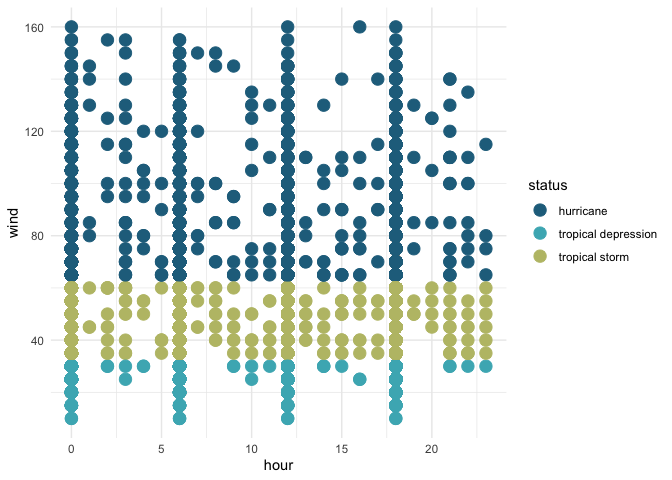 160
120
80
40
wind
0 5 10 15 20
hour
status
hurricane
tropical depression
tropical storm